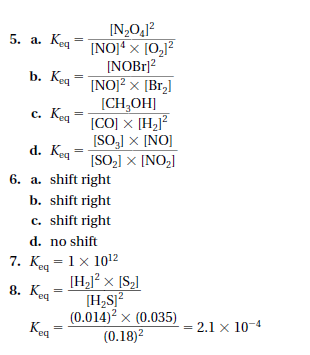 5. a. Keq = [N₂O₄]² / [NO]⁴ × [O₂]²
b. Keq = [NOBr]² / [NO]² × [Br₂]
c. Keq = [CH₃OH] / [CO] × [H₂]²
d. Keq = [SO₃] × [NO] / [SO₂] × [NO₂]
6. a. shift right
b. shift right
c. shift right
d. no shift
7. Keq = 1 × 10¹²
8. Keq = [H₂]² × [S₂] / [H₂S]²
Keq = (0.014)² × (0.035) / (0.18)² = 2.1 × 10⁻⁴